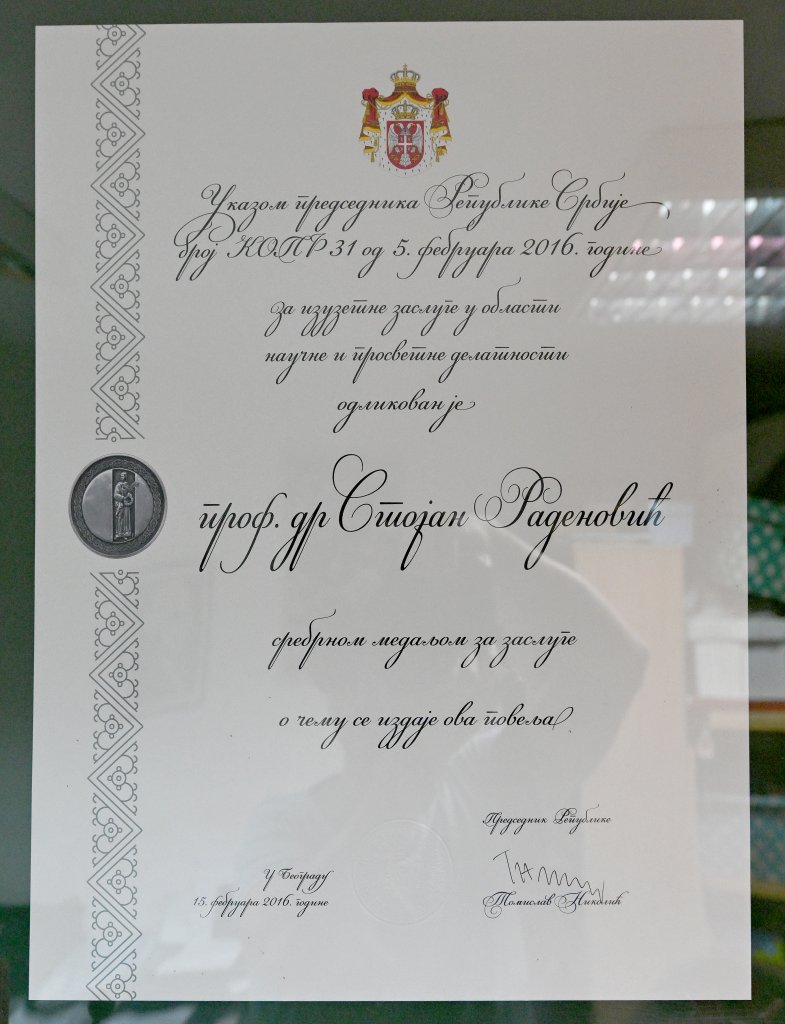 Указом председника Републике Србије
број КОПР 31 од 5. фебруара 2016. године
за изузетне заслуге у области
научне и просветне делатности
одликован је
проф. др Стојан Раденовић
сребрном медаљом за заслуге
о чему се издаје ова повеља
Председник Републике
У Београду
15. фебруара 2016. године
Томислав Николић